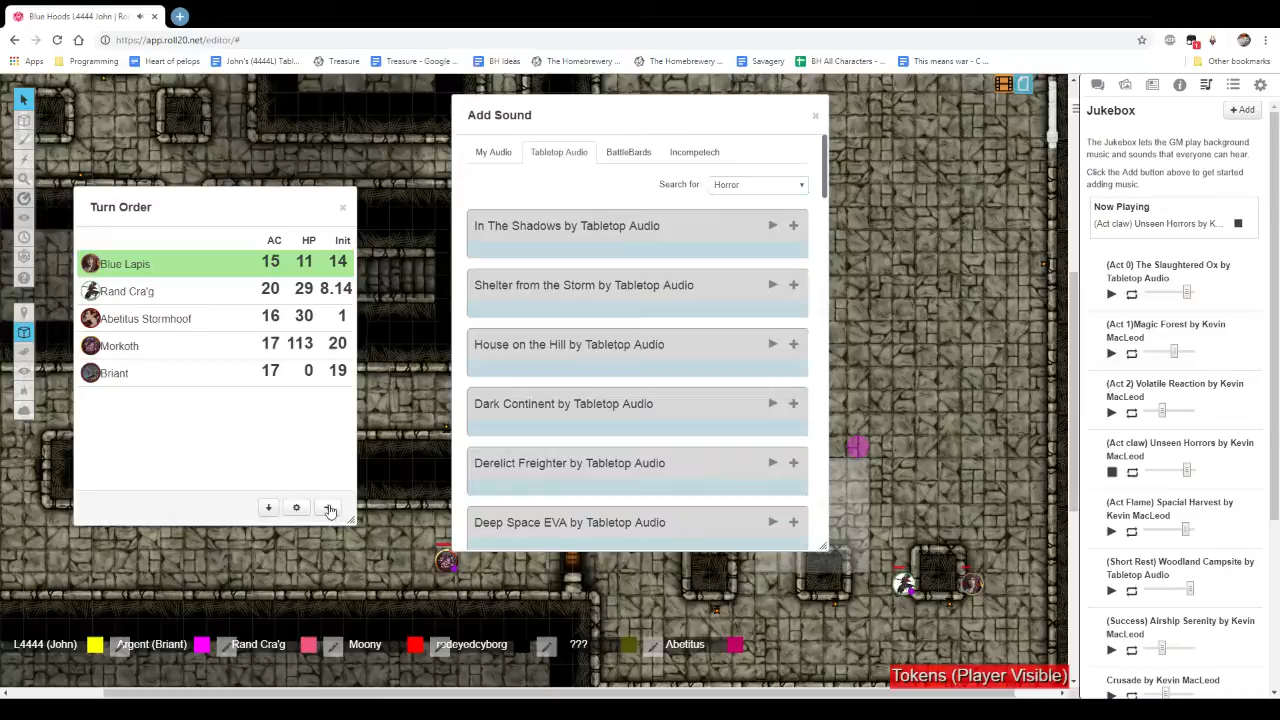 Blue Hoods L4444 John | Ro
https://app.roll20.net/editor/#
1
Apps
Programming
Heart of pelops
John's (4444L) Tabl...
Treasure
Treasure - Google ...
BH Ideas
The Homebrewery ...
The Homebrewery ...
Savagery
BH All Characters - ...
This means war - C ...
Other bookmarks
Turn Order
AC HP Init
Blue Lapis 15 11 14
Rand Cra'g 20 29 8.14
Abetitus Stormhoof 16 30 1
Morkoth 17 113 20
Briant 17 0 19
Add Sound
My Audio
Tabletop Audio
BattleBards
Incompetech
Search for
Horror
In The Shadows by Tabletop Audio
Shelter from the Storm by Tabletop Audio
House on the Hill by Tabletop Audio
Dark Continent by Tabletop Audio
Derelict Freighter by Tabletop Audio
Deep Space EVA by Tabletop Audio
Jukebox
+ Add
The Jukebox lets the GM play background
music and sounds that everyone can hear.
Click the Add button above to get started
adding music.
Now Playing
(Act claw) Unseen Horrors by K...
(Act 0) The Slaughtered Ox by
Tabletop Audio
(Act 1)Magic Forest by Kevin
MacLeod
(Act 2) Volatile Reaction by Kevin
MacLeod
(Act claw) Unseen Horrors by Kevin
MacLeod
(Act Flame) Spacial Harvest by
Kevin MacLeod
(Short Rest) Woodland Campsite by
Tabletop Audio
(Success) Airship Serenity by Kevin
MacLeod
Crusade by Kevin MacLeod
L4444 (John)
Argent (Briant)
Rand Cra'g
Moony
redeyedcyborg
???
Abetitus
Tokens (Player Visible)